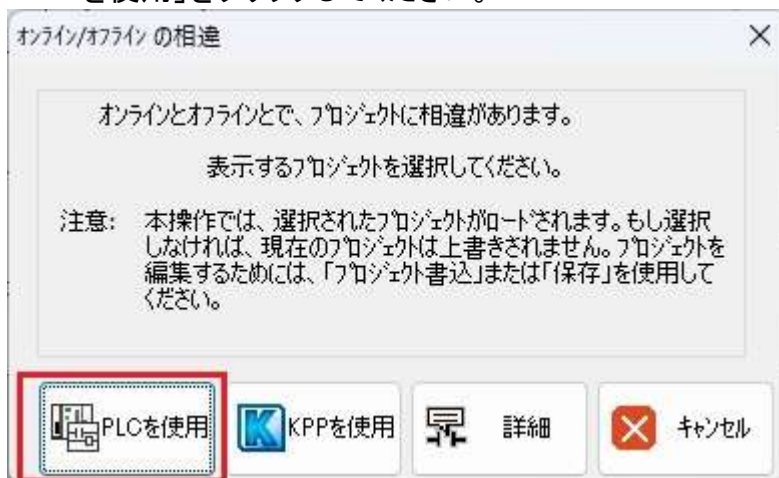 を使用」をクリックしてください。
ｵﾝﾗｲﾝ/ｵﾌﾗｲﾝ の相違
ｵﾝﾗｲﾝとｵﾌﾗｲﾝとで、ﾌﾟﾛｼﾞｪｸﾄに相違があります。
表示するﾌﾟﾛｼﾞｪｸﾄを選択してください。
注意: 本操作では、選択されたﾌﾟﾛｼﾞｪｸﾄがﾛｰﾄﾞされます。もし選択
しなければ、現在のﾌﾟﾛｼﾞｪｸﾄは上書きされません。ﾌﾟﾛｼﾞｪｸﾄを
編集するためには、「ﾌﾟﾛｼﾞｪｸﾄ書込」または「保存」を使用して
ください。
PLCを使用 KPPを使用 詳細 ｷｬﾝｾﾙ